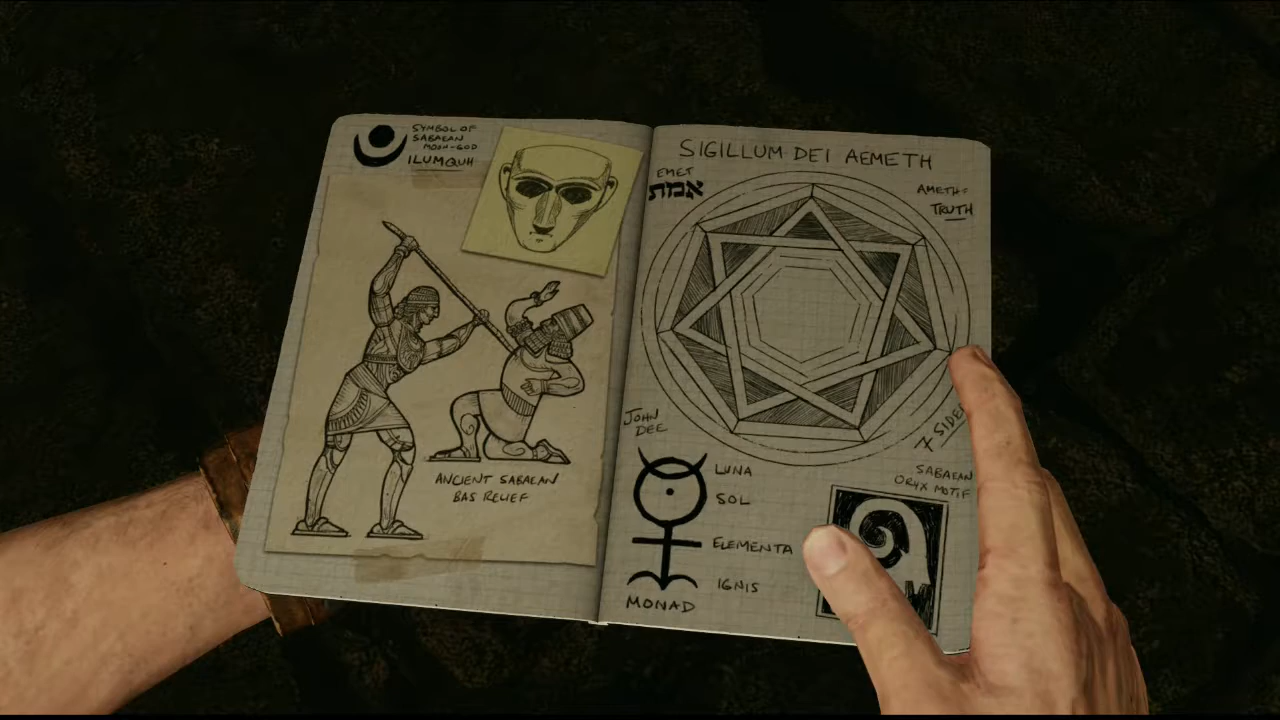 SYMBOL OF
SABAEAN
MOON-GOD
ILUMQUH
ANCIENT SABAEAN
BAS RELIEF
SIGILLUM DEI AEMETH
EMET
אמת
AMETH=
TRUTH
7 SIDED
JOHN
DEE
LUNA
SOL
ELEMENTA
IGNIS
MONAD
SABAEAN
ORYX MOTIF